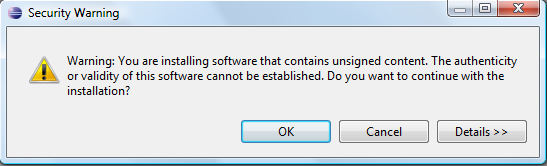 Security Warning
Warning: You are installing software that contains unsigned content. The authenticity
or validity of this software cannot be established. Do you want to continue with the
installation?
OK
Cancel
Details >>